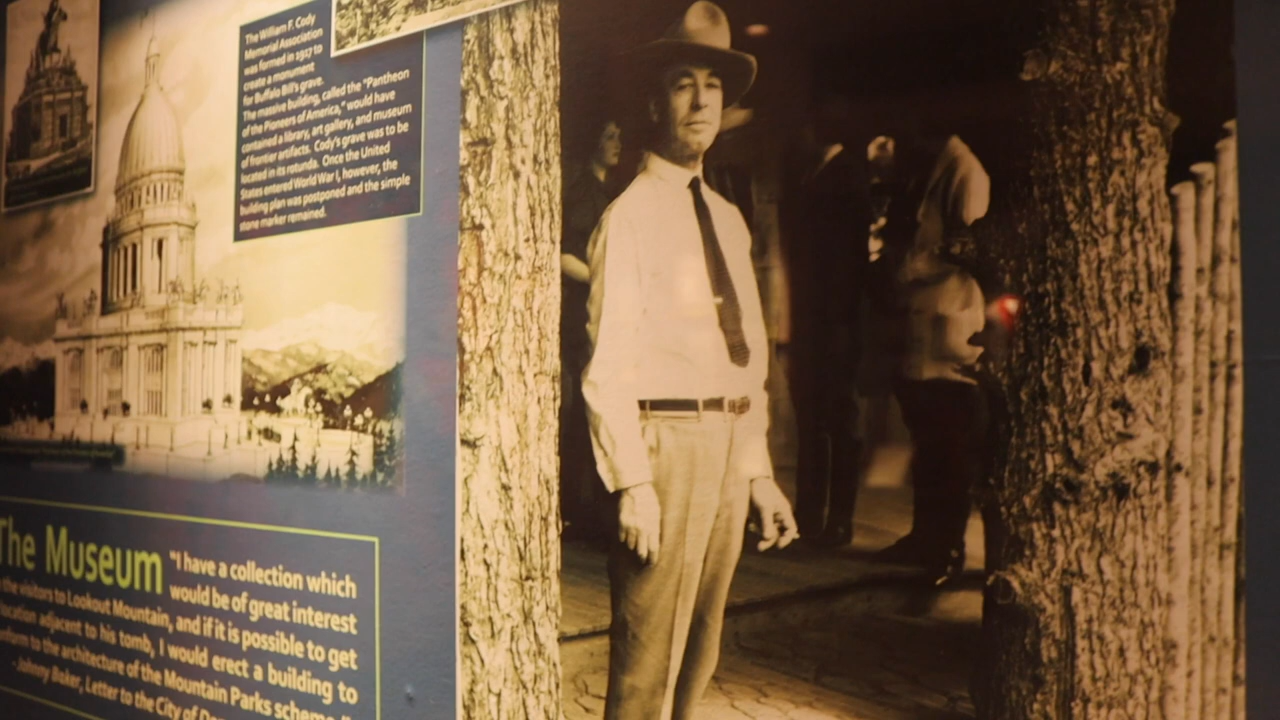 The William F. Cody
Memorial Association
was formed in 1917 to
create a monument
for Buffalo Bill's grave.
The massive building, called the "Pantheon
of the Pioneers of America," would have
contained a library, art gallery, and museum
of frontier artifacts. Cody's grave was to be
located in its rotunda. Once the United
States entered World War I, however, the
building plan was postponed and the simple
stone marker remained.
The Museum
"I have a collection which
would be of great interest
visitors to Lookout Mountain, and if it is possible to get
location adjacent to his tomb, I would erect a building to
to the architecture of the Mountain Parks scheme."
- Johnny Baker, Letter to the City of